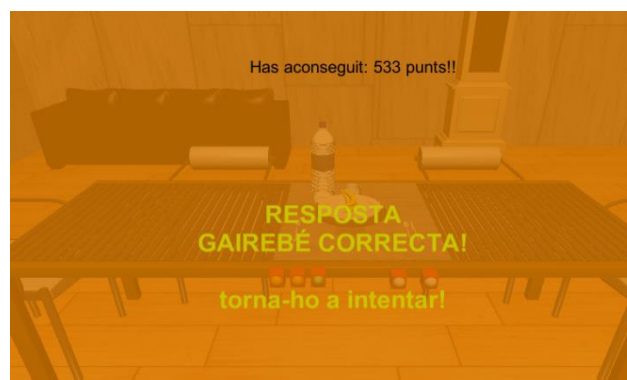 Has aconseguit: 533 punts!!
RESPOSTA
GAIREBÉ CORRECTA!
torna-ho a intentar!